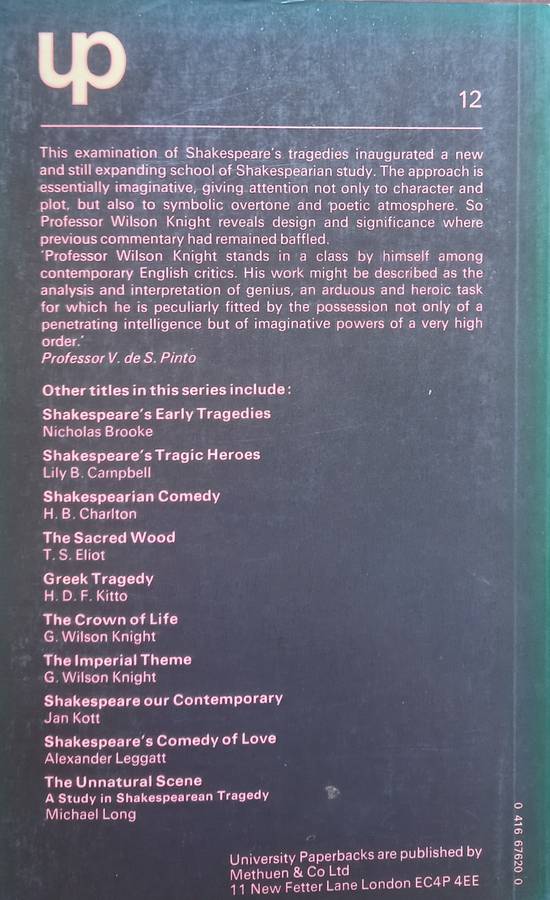 up
12
This examination of Shakespeare's tragedies inaugurated a new
and still expanding school of Shakespearian study. The approach is
essentially imaginative, giving attention not only to character and
plot, but also to symbolic overtone and poetic atmosphere. So
Professor Wilson Knight reveals design and significance where
previous commentary had remained baffled.
'Professor Wilson Knight stands in a class by himself among
contemporary English critics. His work might be described as the
analysis and interpretation of genius, an arduous and heroic task
for which he is peculiarly fitted by the possession not only of a
penetrating intelligence but of imaginative powers of a very high
order.'
Professor V. de S. Pinto
Other titles in this series include:
Shakespeare's Early Tragedies
Nicholas Brooke
Shakespeare's Tragic Heroes
Lily B. Campbell
Shakespearian Comedy
H. B. Charlton
The Sacred Wood
T. S. Eliot
Greek Tragedy
H. D. F. Kitto
The Crown of Life
G. Wilson Knight
The Imperial Theme
G. Wilson Knight
Shakespeare our Contemporary
Jan Kott
Shakespeare's Comedy of Love
Alexander Leggatt
The Unnatural Scene
A Study in Shakespearean Tragedy
Michael Long
University Paperbacks are published by
Methuen & Co Ltd
11 New Fetter Lane London EC4P 4EE
0 416 67620 0